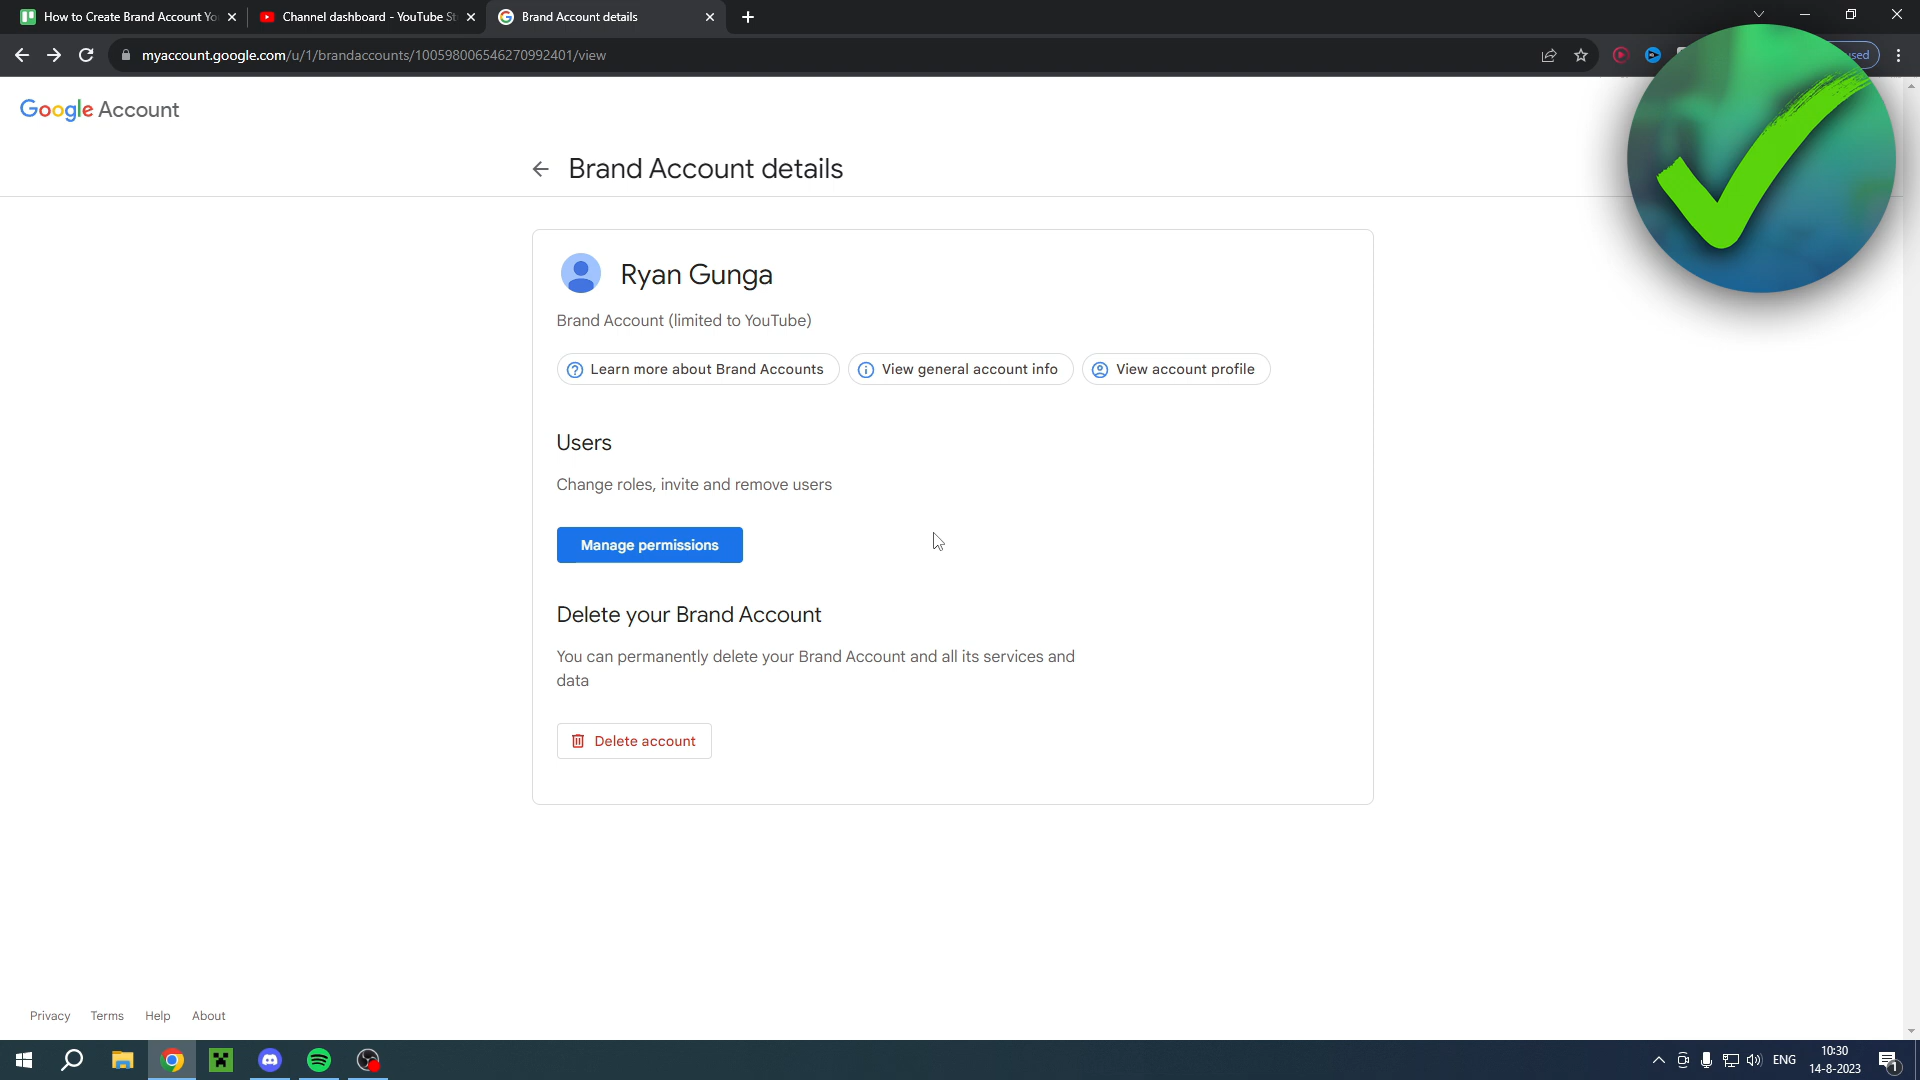 How to Create Brand Account Yo
Channel dashboard - YouTube St
Brand Account details
myaccount.google.com/u/1/brandaccounts/100598006546270992401/view
Google Account
Brand Account details
Ryan Gunga
Brand Account (limited to YouTube)
Learn more about Brand Accounts
View general account info
View account profile
Users
Change roles, invite and remove users
Manage permissions
Delete your Brand Account
You can permanently delete your Brand Account and all its services and
data
Delete account
Privacy Terms Help About
ENG
10:30
14-8-2023
1